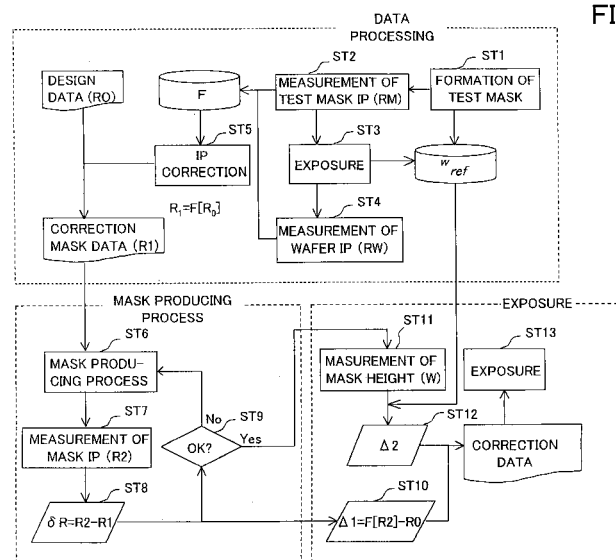 FI
DATA
PROCESSING
DESIGN
DATA (R0)
F
ST2
MEASUREMENT OF
TEST MASK IP (RM)
ST1
FORMATION OF
TEST MASK
ST5
IP
CORRECTION
ST3
EXPOSURE
w ref
R₁=F[R₀]
ST4
MEASUREMENT OF
WAFER IP (RW)
CORRECTION
MASK DATA (R1)
MASK PRODUCING
PROCESS
EXPOSURE
ST6
MASK PRODU-
CING PROCESS
ST11
MASUREMENT OF
MASK HEIGHT (W)
ST13
EXPOSURE
ST7
MEASUREMENT OF
MASK IP (R2)
No
ST9
OK?
Yes
ST12
Δ2
CORRECTION
DATA
ST8
δR=R2-R1
ST10
Δ1=F[R2]-R0